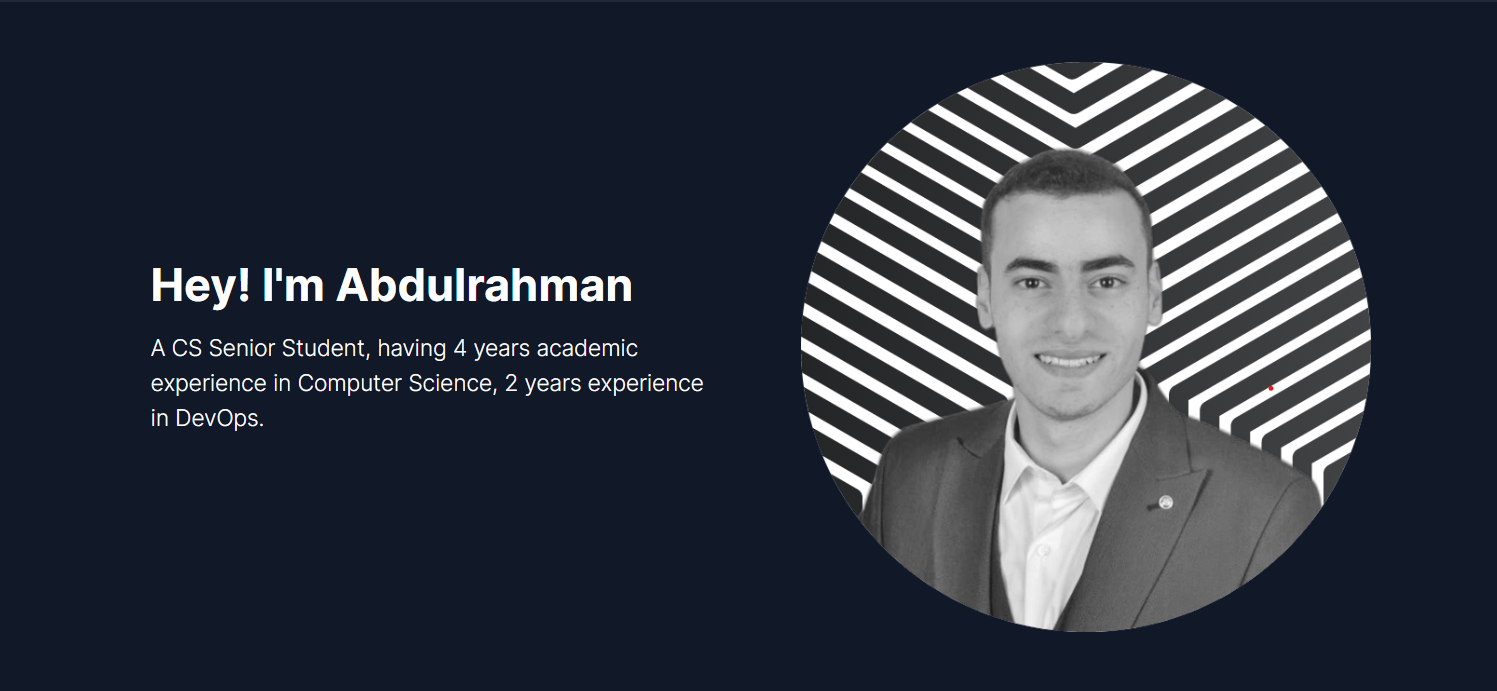 Hey! I'm Abdulrahman
A CS Senior Student, having 4 years academic
experience in Computer Science, 2 years experience
in DevOps.